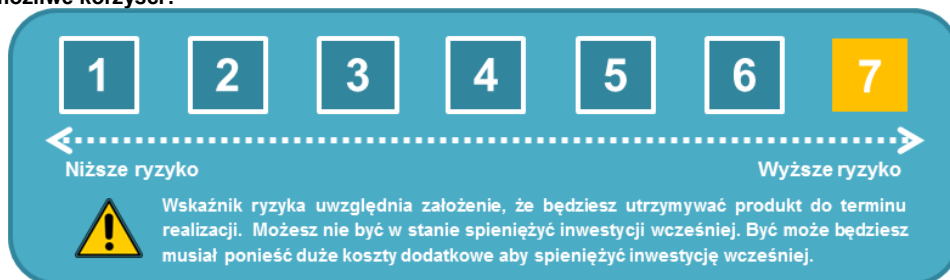 możliwe korzyści?
1 2 3 4 5 6 7
Niższe ryzyko Wyższe ryzyko
Wskaźnik ryzyka uwzględnia założenie, że będziesz utrzymywać produkt do terminu
realizacji. Możesz nie być w stanie spieniężyć inwestycji wcześniej. Być może będziesz
musiał ponieść duże koszty dodatkowe aby spieniężyć inwestycję wcześniej.